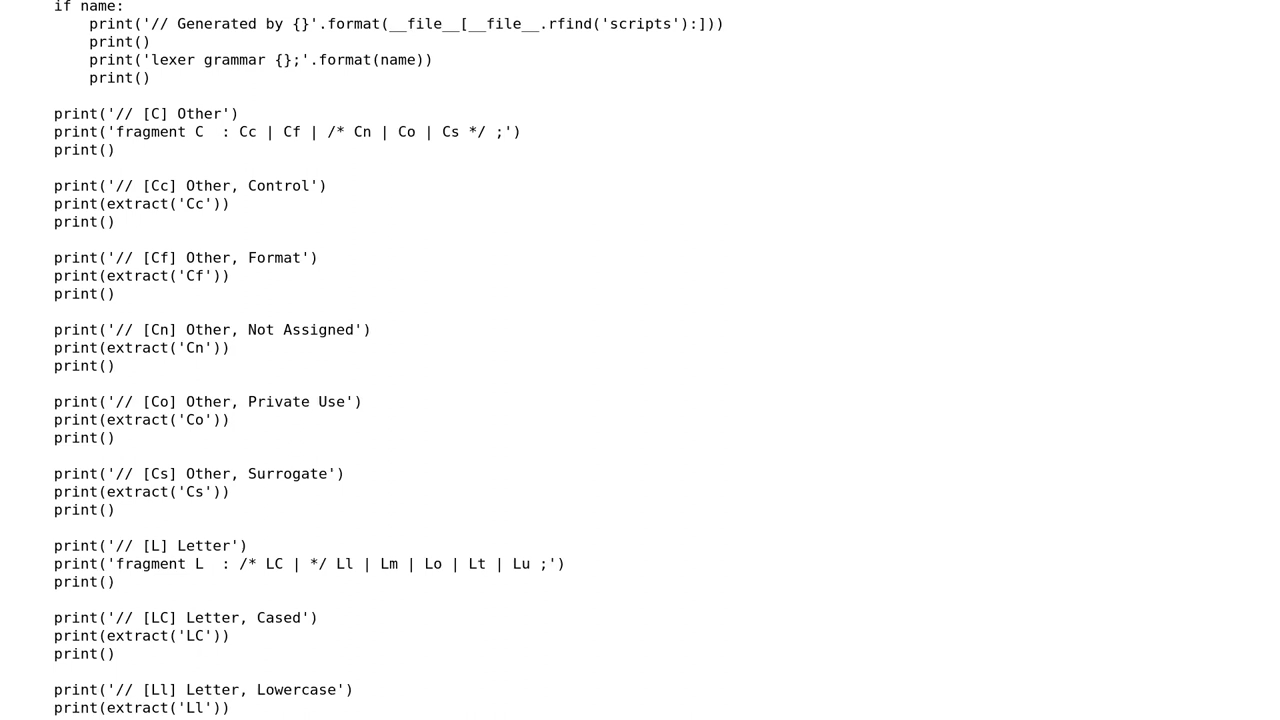 if name:
    print('// Generated by {}'.format(__file__[__file__.rfind('scripts'):]))
    print()
    print('lexer grammar {};'.format(name))
    print()

print('// [C] Other')
print('fragment C  : Cc | Cf | /* Cn | Co | Cs */ ;')
print()

print('// [Cc] Other, Control')
print(extract('Cc'))
print()

print('// [Cf] Other, Format')
print(extract('Cf'))
print()

print('// [Cn] Other, Not Assigned')
print(extract('Cn'))
print()

print('// [Co] Other, Private Use')
print(extract('Co'))
print()

print('// [Cs] Other, Surrogate')
print(extract('Cs'))
print()

print('// [L] Letter')
print('fragment L  : /* LC | */ Ll | Lm | Lo | Lt | Lu ;')
print()

print('// [LC] Letter, Cased')
print(extract('LC'))
print()

print('// [Ll] Letter, Lowercase')
print(extract('Ll'))